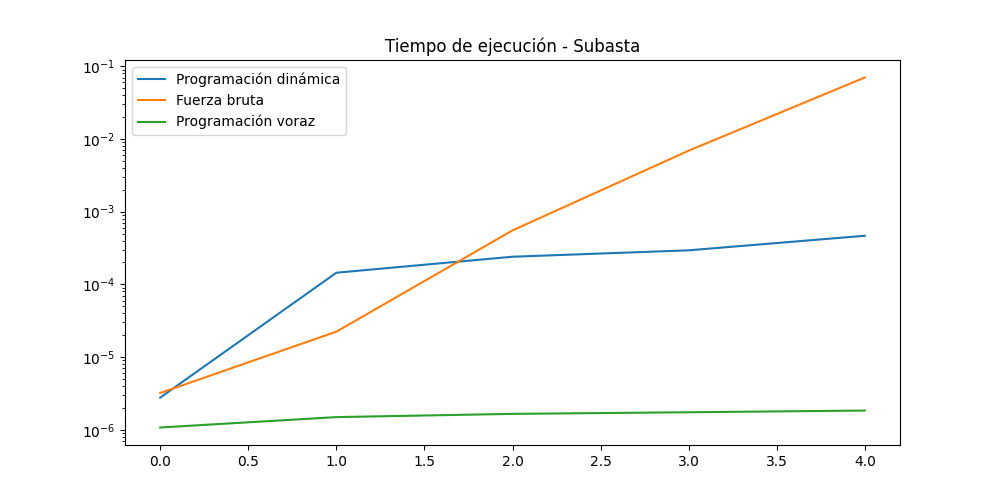 Tiempo de ejecución - Subasta
Programación dinámica
Fuerza bruta
Programación voraz
10⁻¹
10⁻²
10⁻³
10⁻⁴
10⁻⁵
10⁻⁶
0.0 0.5 1.0 1.5 2.0 2.5 3.0 3.5 4.0